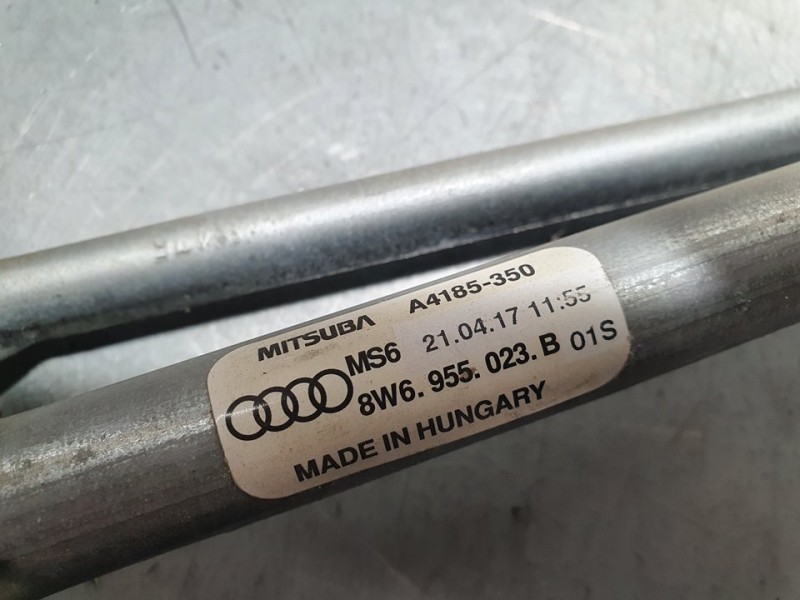 MITSUBA A4185-350
MS6 21.04.17 11:55
8W6. 955. 023. B 01S
MADE IN HUNGARY